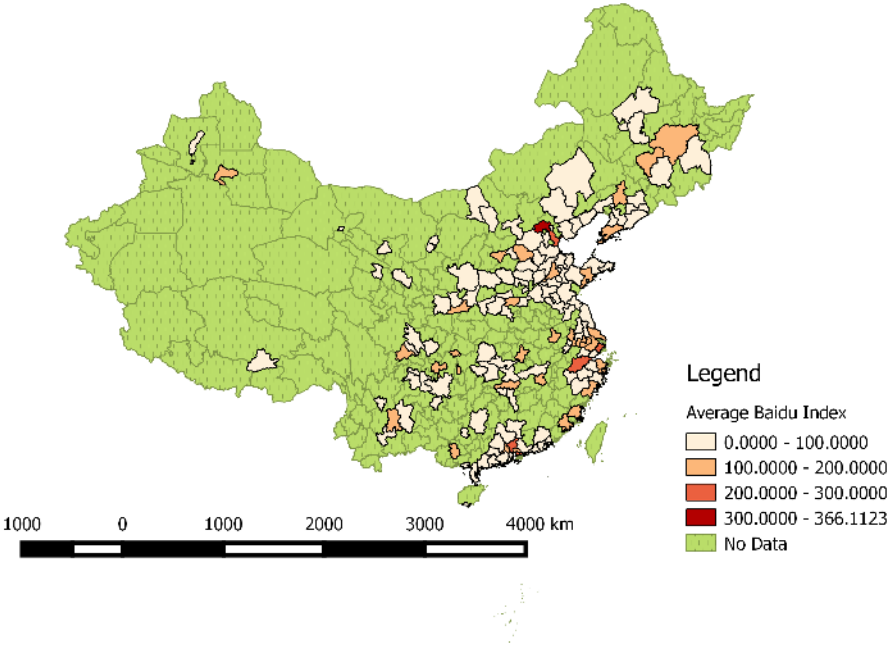 Legend
Average Baidu Index
0.0000 - 100.0000
100.0000 - 200.0000
200.0000 - 300.0000
300.0000 - 366.1123
No Data
1000 0 1000 2000 3000 4000 km